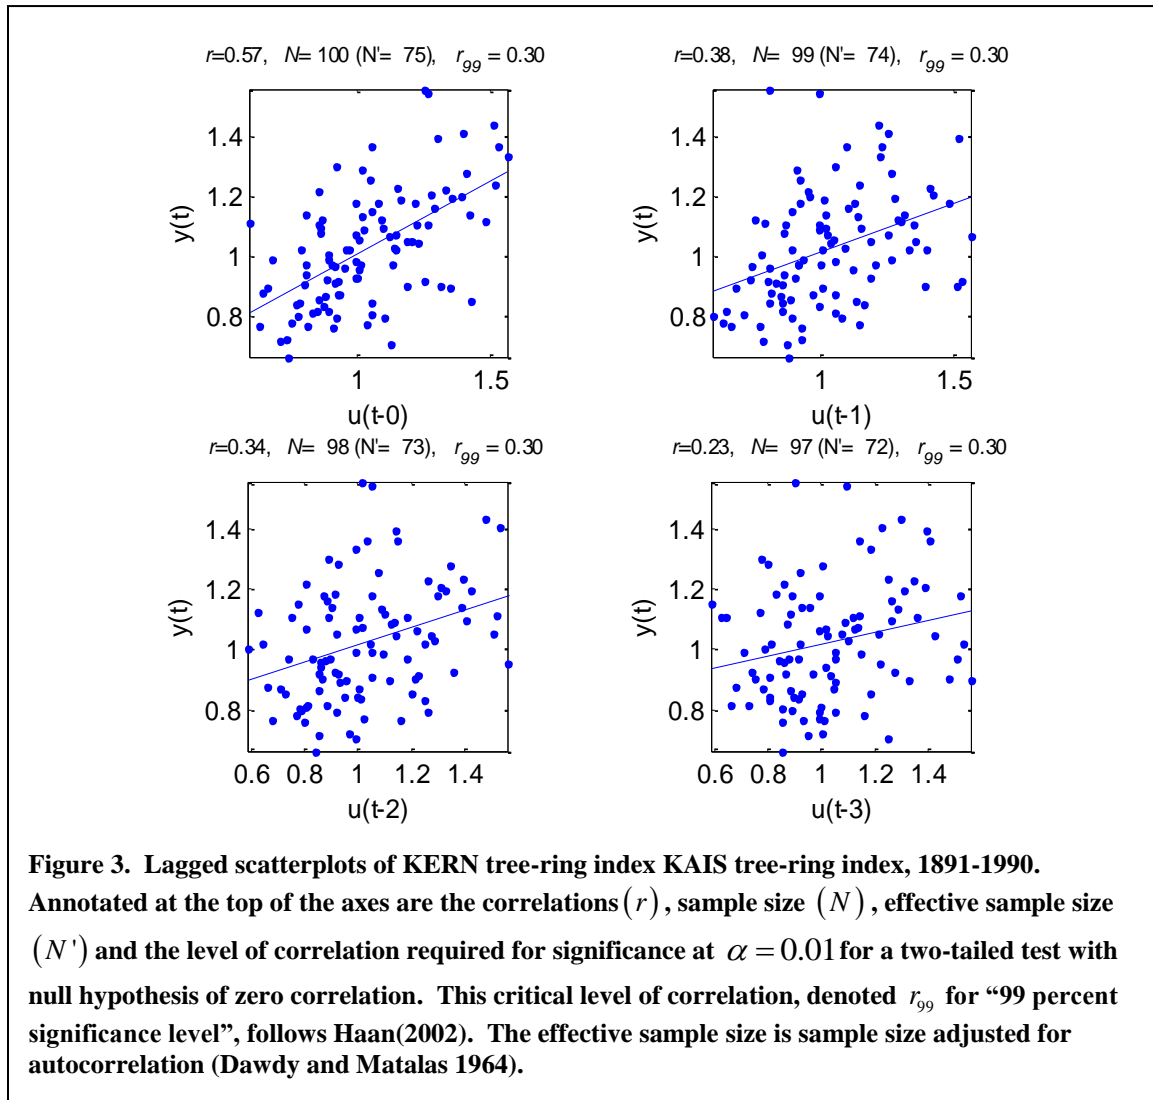 r=0.57, N= 100 (N'= 75), r99 = 0.30
y(t)
1.4
1.2
1
0.8
1 1.5
u(t-0)
r=0.38, N= 99 (N'= 74), r99 = 0.30
y(t)
1.4
1.2
1
0.8
1 1.5
u(t-1)
r=0.34, N= 98 (N'= 73), r99 = 0.30
y(t)
1.4
1.2
1
0.8
0.6 0.8 1 1.2 1.4
u(t-2)
r=0.23, N= 97 (N'= 72), r99 = 0.30
y(t)
1.4
1.2
1
0.8
0.6 0.8 1 1.2 1.4
u(t-3)
Figure 3. Lagged scatterplots of KERN tree-ring index KAIS tree-ring index, 1891-1990.
Annotated at the top of the axes are the correlations (r), sample size (N), effective sample size
(N') and the level of correlation required for significance at α = 0.01 for a two-tailed test with
null hypothesis of zero correlation. This critical level of correlation, denoted r99 for “99 percent
significance level”, follows Haan(2002). The effective sample size is sample size adjusted for
autocorrelation (Dawdy and Matalas 1964).